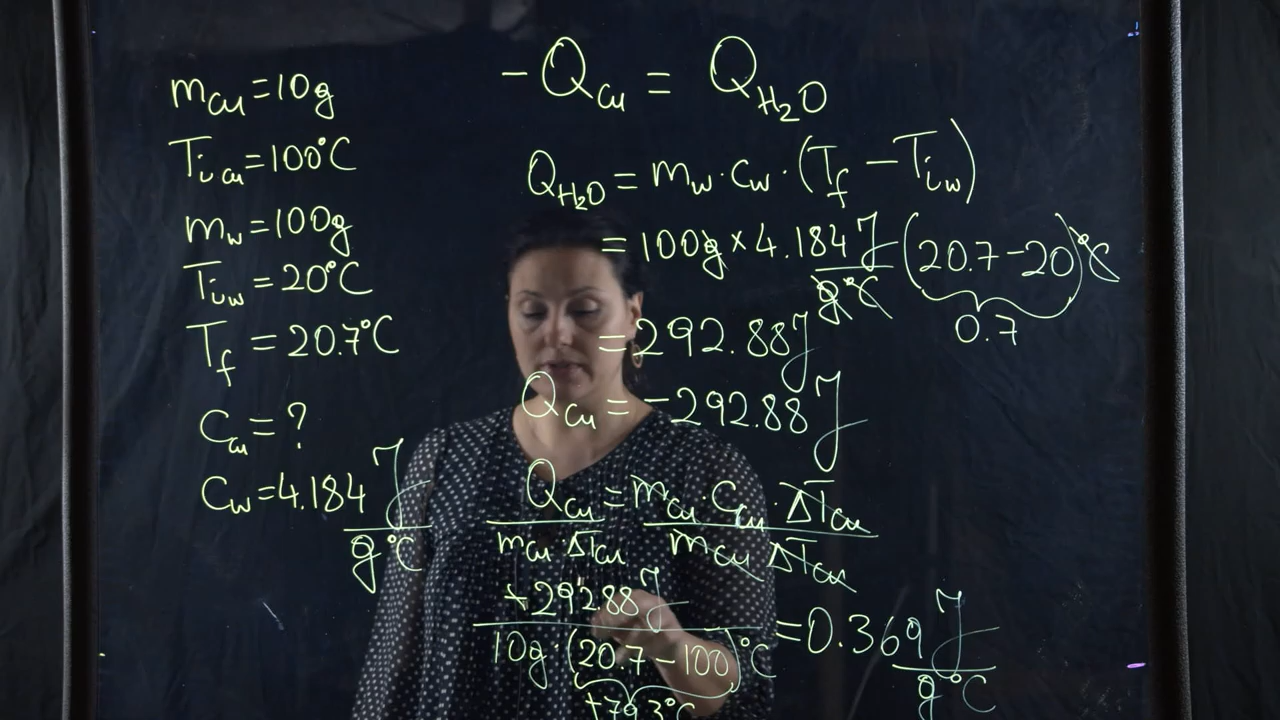 m_Cu = 10g
T_i Cu = 100°C
m_w = 100g
T_i w = 20°C
T_f = 20.7°C
C_Cu = ?
C_w = 4.184 J/g°C
-Q_Cu = Q_H₂O
Q_H₂O = m_w · c_w · (T_f - T_i w)
= 100g × 4.184 J/g°C (20.7 - 20)°C
0.7
= 292.88 J
Q_Cu = -292.88 J
Q_Cu / m_Cu · ΔT_Cu = m_Cu · C_Cu · ΔT_Cu / m_Cu ΔT_Cu
+292.88 J / 10g · (20.7 - 100)°C = 0.369 J/g°C
+79.3°C